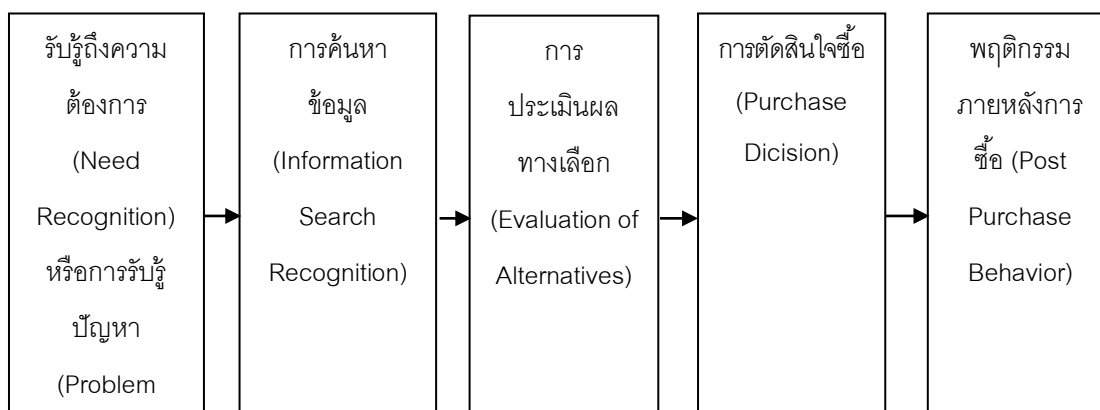 รับรู้ถึงความ
ต้องการ
(Need
Recognition)
หรือการรับรู้
ปัญหา
(Problem
การค้นหา
ข้อมูล
(Information
Search
Recognition)
การ
ประเมินผล
ทางเลือก
(Evaluation of
Alternatives)
การตัดสินใจซื้อ
(Purchase
Dicision)
พฤติกรรม
ภายหลังการ
ซื้อ (Post
Purchase
Behavior)